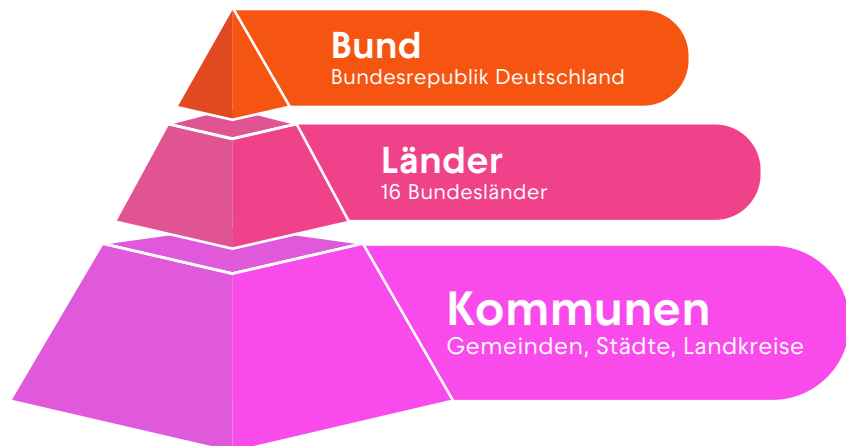 Bund
Bundesrepublik Deutschland
Länder
16 Bundesländer
Kommunen
Gemeinden, Städte, Landkreise